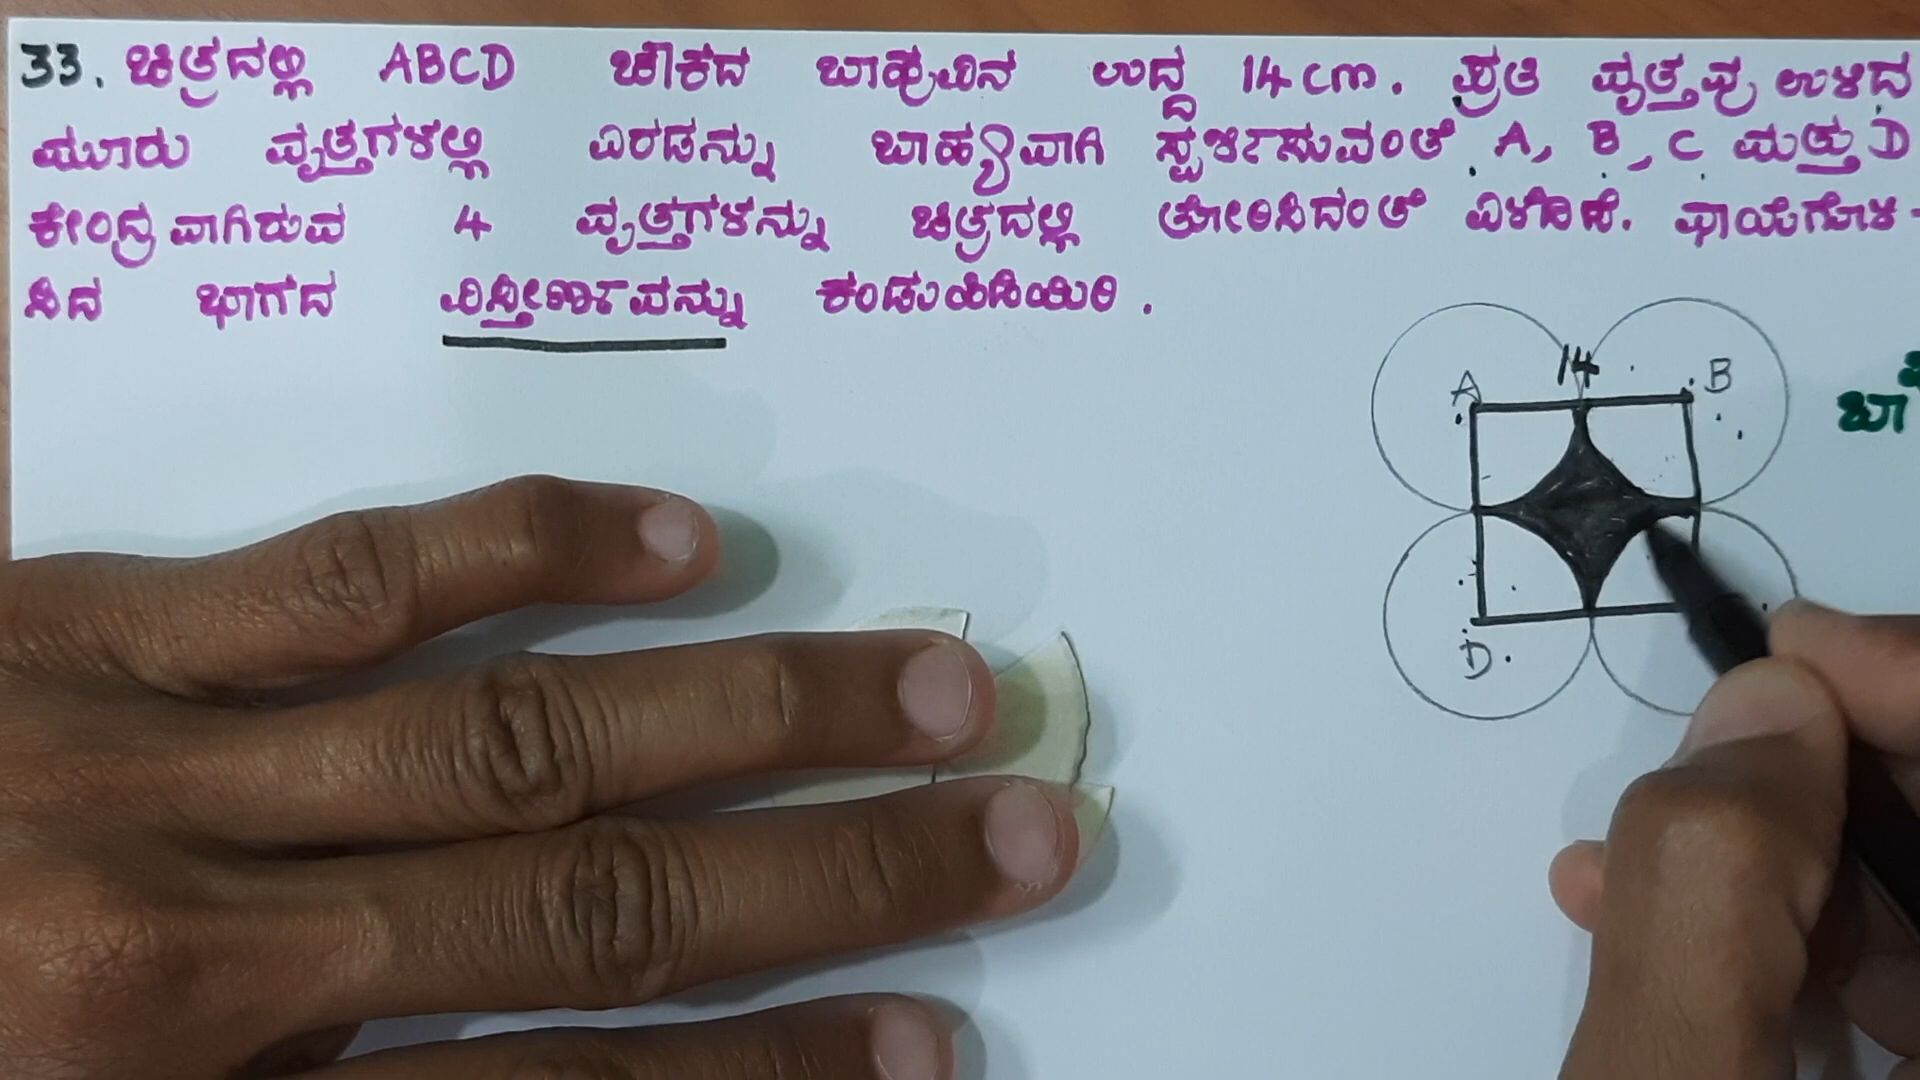 33. ಚಿತ್ರದಲ್ಲಿ ABCD ಚೌಕದ ಬಾಹುವಿನ ಉದ್ದ 14 cm. ಪ್ರತಿ ವೃತ್ತವು ಉಳಿದ
ಮೂರು ವೃತ್ತಗಳಲ್ಲಿ ಎರಡನ್ನು ಬಾಹ್ಯವಾಗಿ ಸ್ಪರ್ಶಿಸುವಂತೆ A, B, C ಮತ್ತು D
ಕೇಂದ್ರವಾಗಿರುವ 4 ವೃತ್ತಗಳನ್ನು ಚಿತ್ರದಲ್ಲಿ ತೋರಿಸಿದಂತೆ ಎಳೆದಿದೆ. ಛಾಯೆಗೊಳ-
ಸಿದ ಭಾಗದ ವಿಸ್ತೀರ್ಣವನ್ನು ಕಂಡುಹಿಡಿಯಿರಿ.
14
A B
ಬಾ
D